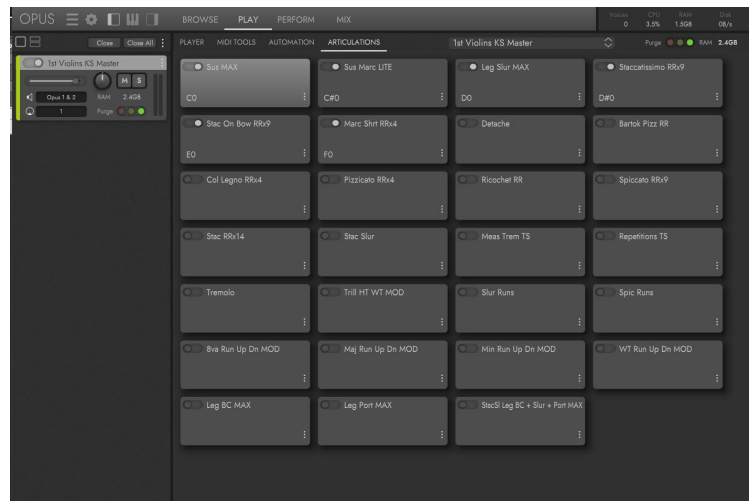 OPUS BROWSE PLAY PERFORM MIX Voices CPU RAM Disk
0 3.5% 1.5GB 0B/s
Close Close All PLAYER MIDI TOOLS AUTOMATION ARTICULATIONS 1st Violins KS Master Purge RAM 2.4GB
1st Violins KS Master
M S
Opus 1 & 2 RAM 2.4GB
1 Purge
Sus MAX Sus Marc LITE Leg Slur MAX Staccatissimo RRx9
C0 C#0 D0 D#0
Stac On Bow RRx9 Marc Shrt RRx4 Detache Bartok Pizz RR
E0 F0
Col Legno RRx4 Pizzicato RRx4 Ricochet RR Spiccato RRx9
Stac RRx14 Stac Slur Meas Trem TS Repetitions TS
Tremolo Trill HT WT MOD Slur Runs Spic Runs
8va Run Up Dn MOD Maj Run Up Dn MOD Min Run Up Dn MOD WT Run Up Dn MOD
Leg BC MAX Leg Port MAX StacSl Leg BC + Slur + Port MAX